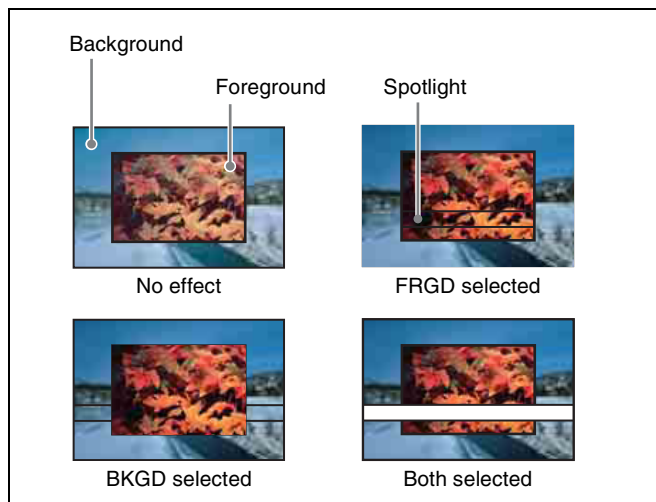 Background
Foreground
Spotlight
No effect
FRGD selected
BKGD selected
Both selected